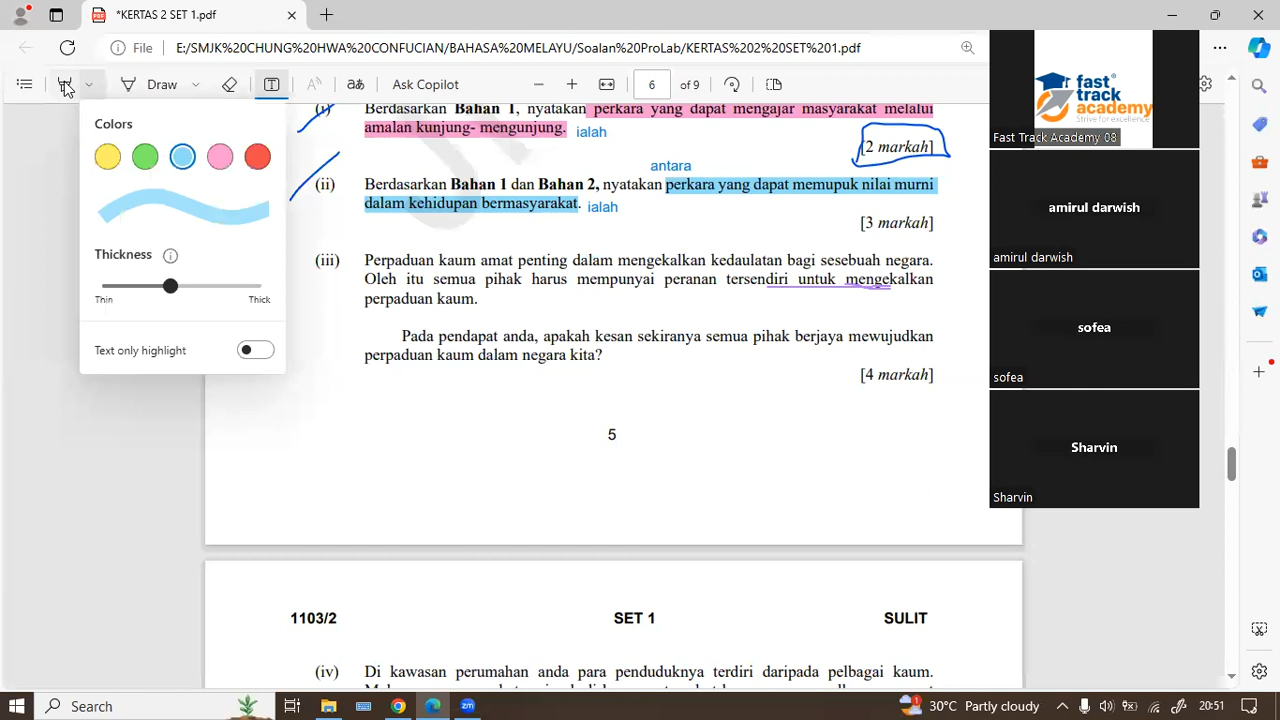 *KERTAS 2 SET 1.pdf
File
E:/SMJK%20CHUNG%20HWA%20CONFUCIAN/BAHASA%20MELAYU/Soalan%20ProLab/KERTAS%202%20SET%201.pdf
Draw
Ask Copilot
6
of 9
Colors
Thickness
Thin
Thick
Text only highlight
(i) Berdasarkan Bahan 1, nyatakan perkara yang dapat mengajar masyarakat melalui
amalan kunjung- mengunjung. ialah
[2 markah]
antara
(ii) Berdasarkan Bahan 1 dan Bahan 2, nyatakan perkara yang dapat memupuk nilai murni
dalam kehidupan bermasyarakat. ialah
[3 markah]
(iii) Perpaduan kaum amat penting dalam mengekalkan kedaulatan bagi sesebuah negara.
Oleh itu semua pihak harus mempunyai peranan tersendiri untuk mengekalkan
perpaduan kaum.
Pada pendapat anda, apakah kesan sekiranya semua pihak berjaya mewujudkan
perpaduan kaum dalam negara kita?
[4 markah]
5
1103/2 SET 1 SULIT
(iv) Di kawasan perumahan anda para penduduknya terdiri daripada pelbagai kaum.
fast
track
academy
Strive for excellence
Fast Track Academy 08
amirul darwish
amirul darwish
sofea
sofea
Sharvin
Sharvin
Search
30°C Partly cloudy
20:51